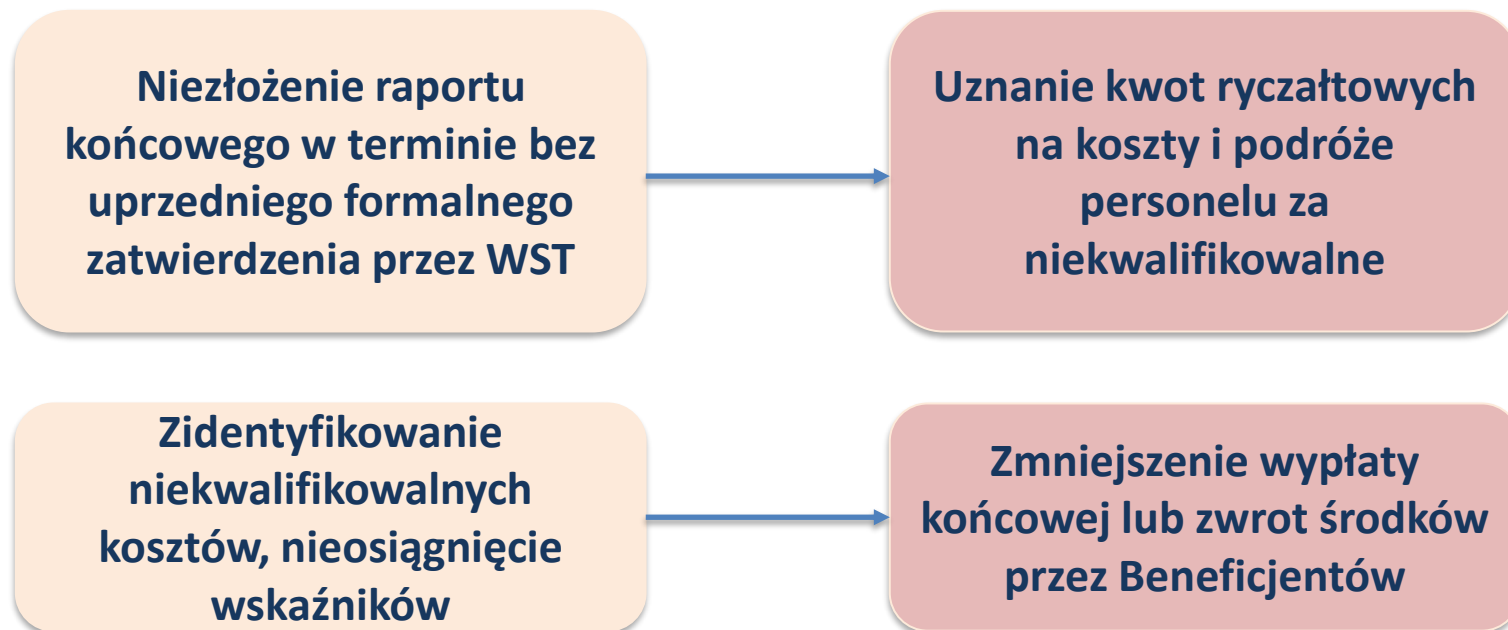 Niezłożenie raportu
końcowego w terminie bez
uprzedniego formalnego
zatwierdzenia przez WST
Uznanie kwot ryczałtowych
na koszty i podróże
personelu za
niekwalifikowalne
Zidentyfikowanie
niekwalifikowalnych
kosztów, nieosiągnięcie
wskaźników
Zmniejszenie wypłaty
końcowej lub zwrot środków
przez Beneficjentów